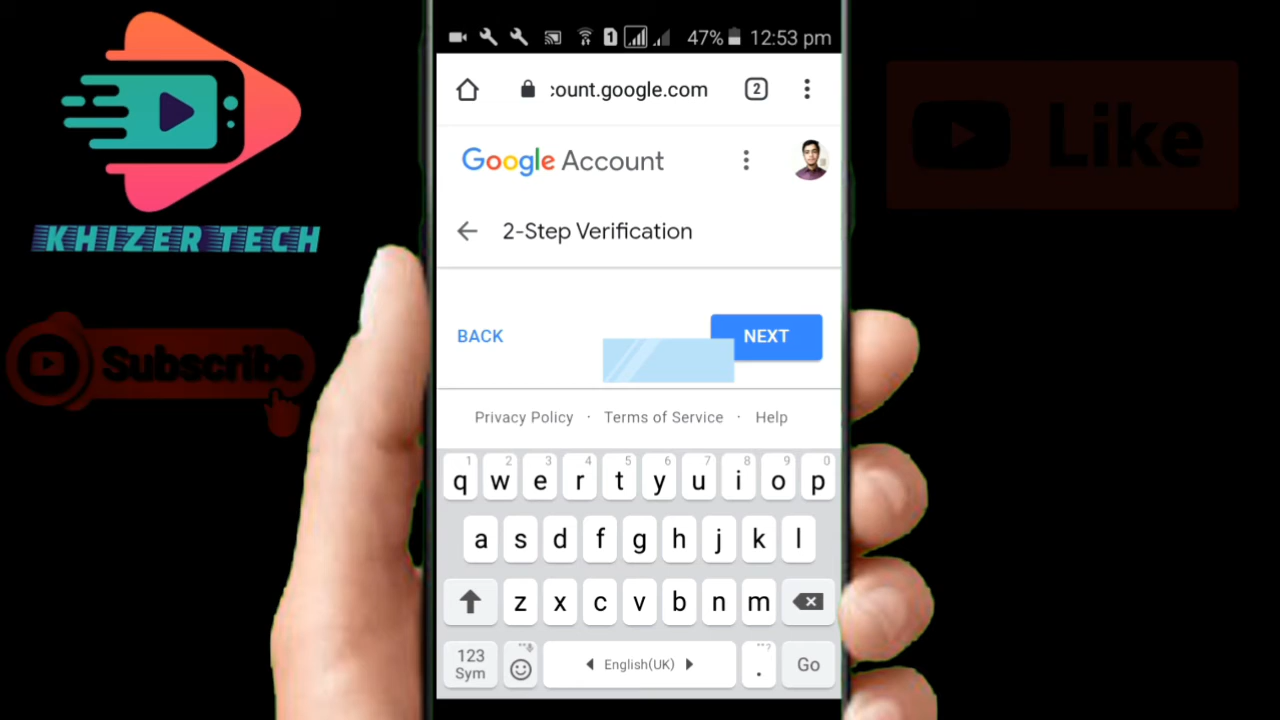 KHIZER TECH
Subscribe
Like
1
47% 12:53 pm
:ount.google.com
2
Google Account
2-Step Verification
BACK
NEXT
Privacy Policy · Terms of Service · Help
1 2 3 4 5 6 7 8 9 0
q w e r t y u i o p
a s d f g h j k l
z x c v b n m
123
Sym
English(UK)
.
Go